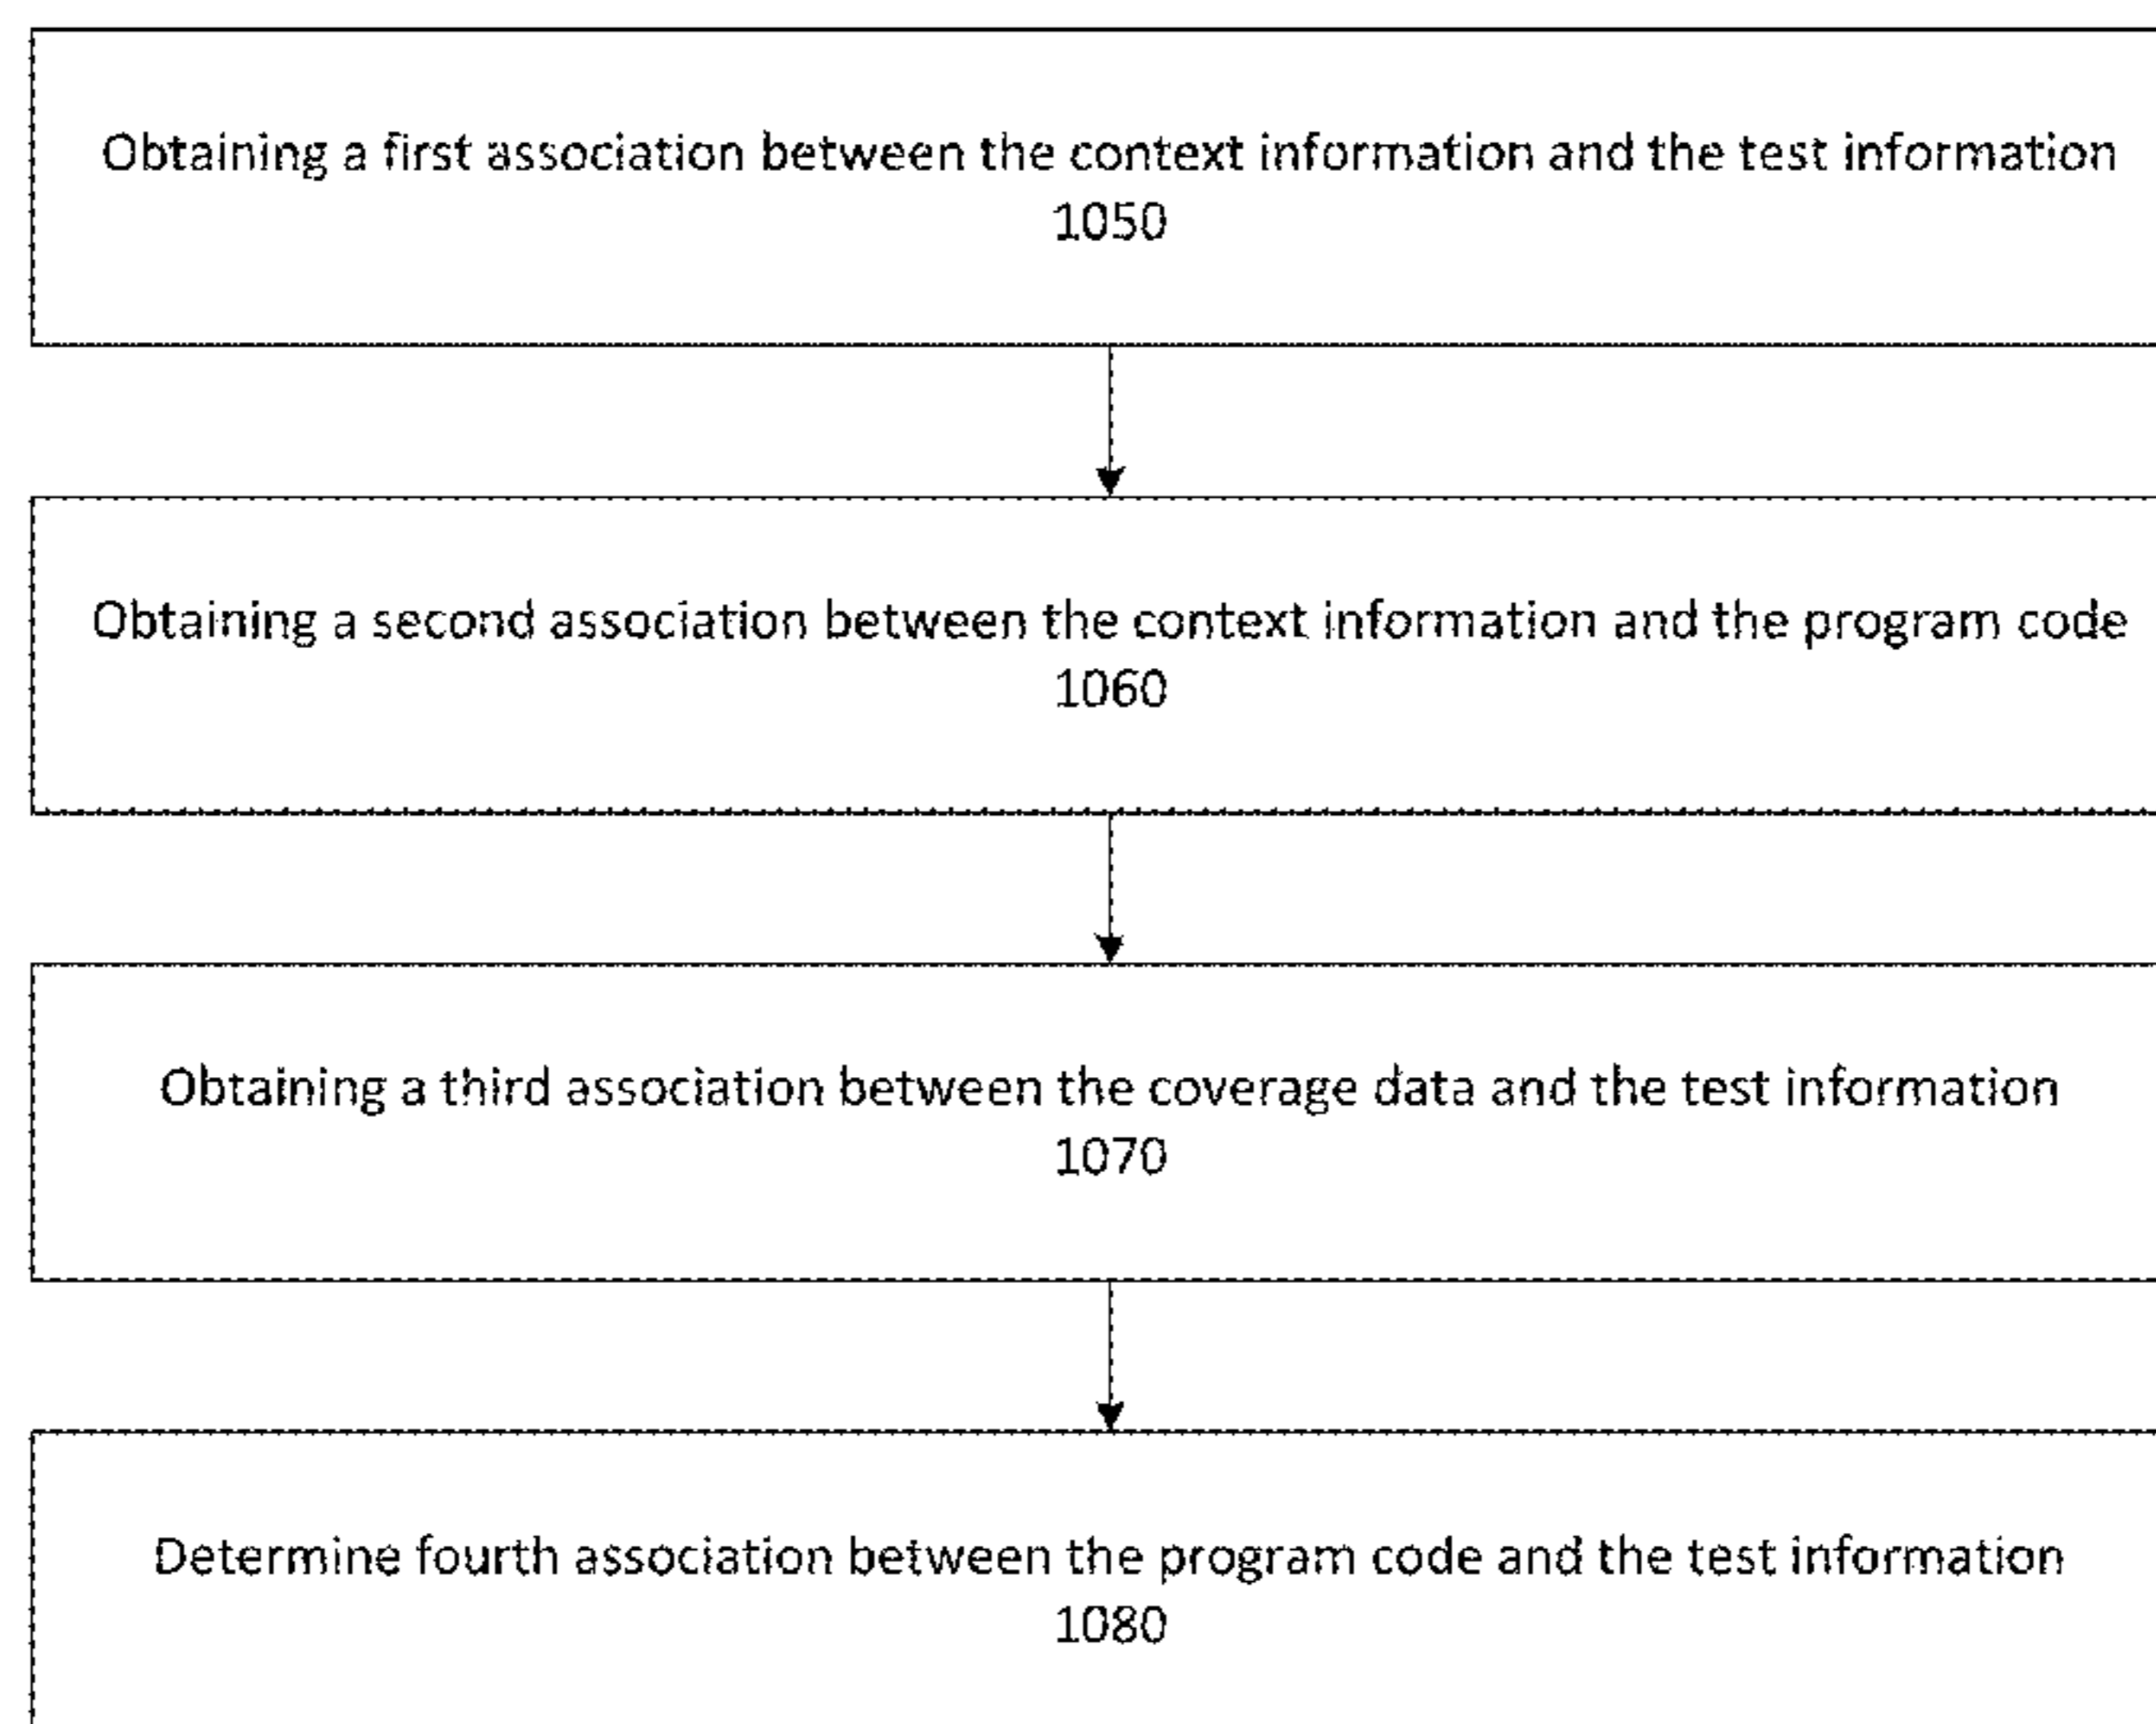 Obtaining a first association between the context information and the test information
1050
Obtaining a second association between the context information and the program code
1060
Obtaining a third association between the coverage data and the test information
1070
Determine fourth association between the program code and the test information
1080